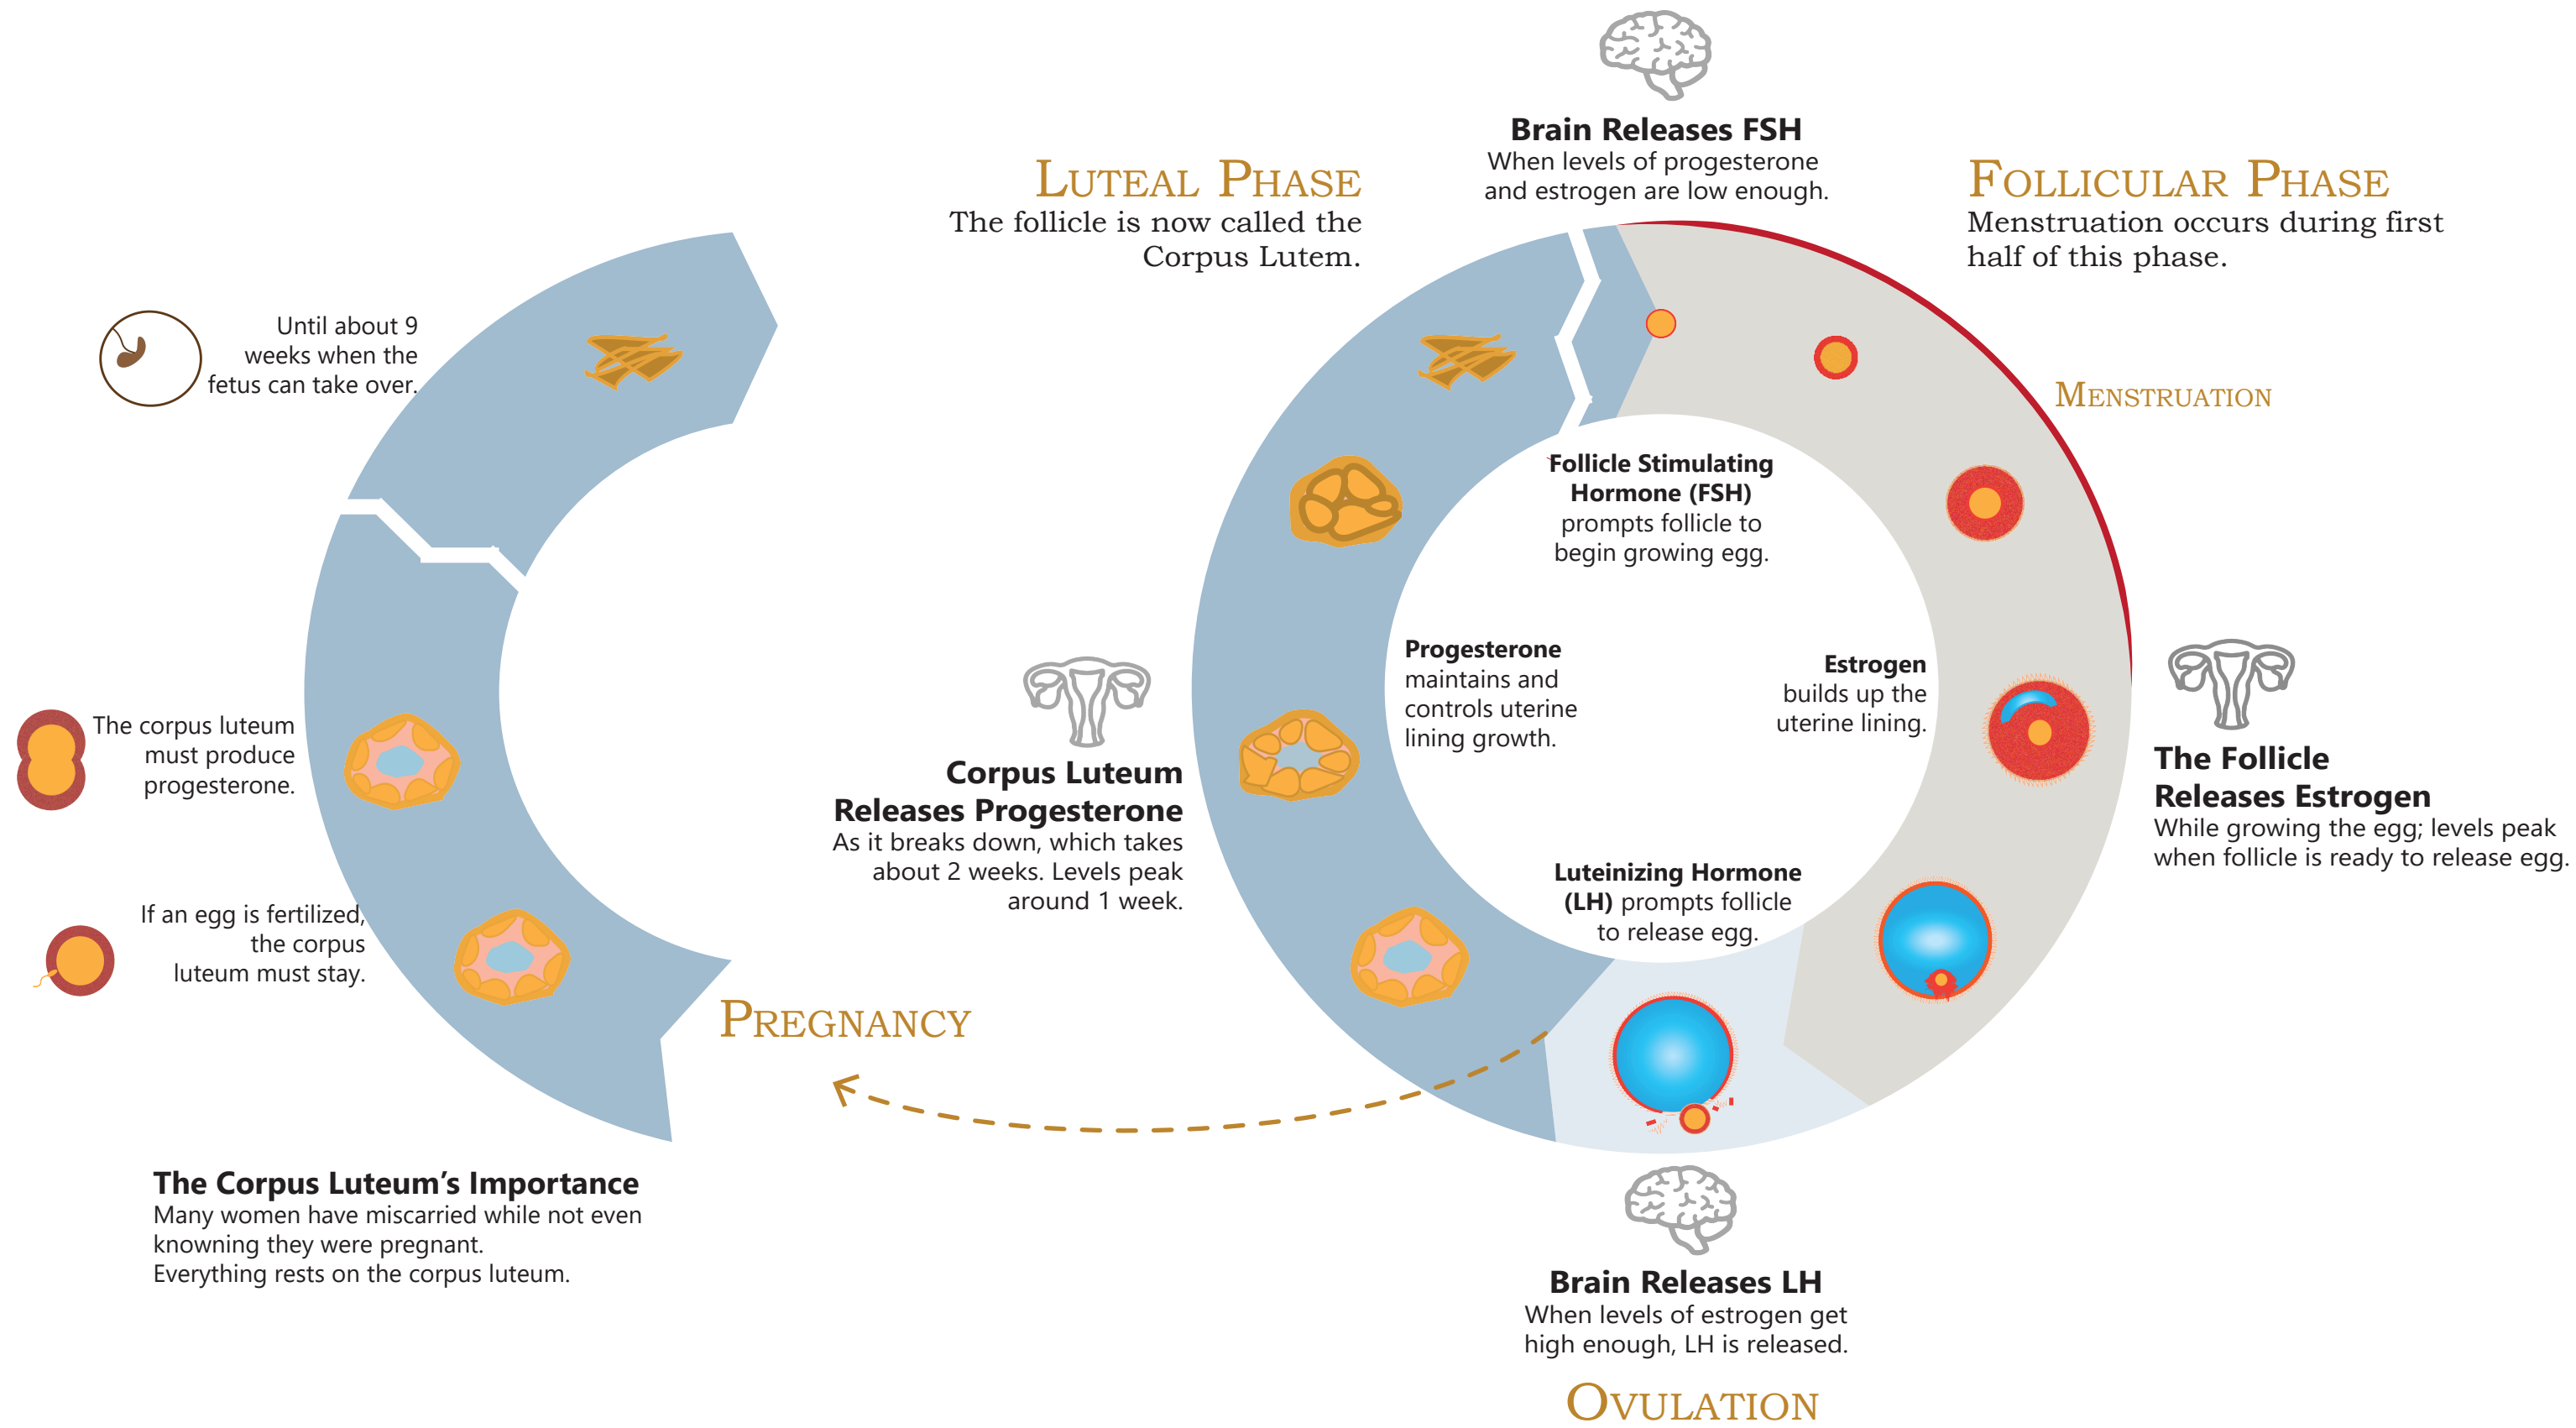 Brain Releases FSH
When levels of progesterone
and estrogen are low enough.
LUTEAL PHASE
The follicle is now called the
Corpus Lutem.
FOLLICULAR PHASE
Menstruation occurs during first
half of this phase.
Until about 9
weeks when the
fetus can take over.
MENSTRUATION
Follicle Stimulating
Hormone (FSH)
prompts follicle to
begin growing egg.
Progesterone
maintains and
controls uterine
lining growth.
Estrogen
builds up the
uterine lining.
The corpus luteum
must produce
progesterone.
Corpus Luteum
Releases Progesterone
As it breaks down, which takes
about 2 weeks. Levels peak
around 1 week.
The Follicle
Releases Estrogen
While growing the egg; levels peak
when follicle is ready to release egg.
Luteinizing Hormone
(LH) prompts follicle
to release egg.
If an egg is fertilized,
the corpus
luteum must stay.
PREGNANCY
The Corpus Luteum’s Importance
Many women have miscarried while not even
knowning they were pregnant.
Everything rests on the corpus luteum.
Brain Releases LH
When levels of estrogen get
high enough, LH is released.
OVULATION